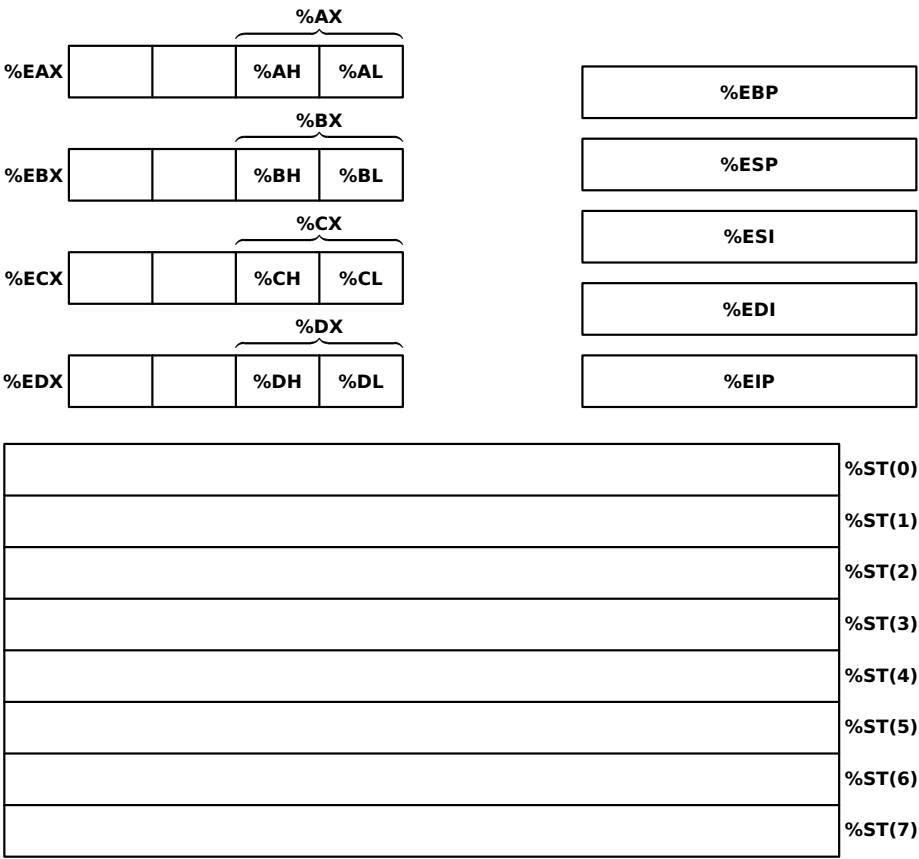 %AX
%EAX %AH %AL
%BX
%EBX %BH %BL
%CX
%ECX %CH %CL
%DX
%EDX %DH %DL
%EBP
%ESP
%ESI
%EDI
%EIP
%ST(0)
%ST(1)
%ST(2)
%ST(3)
%ST(4)
%ST(5)
%ST(6)
%ST(7)